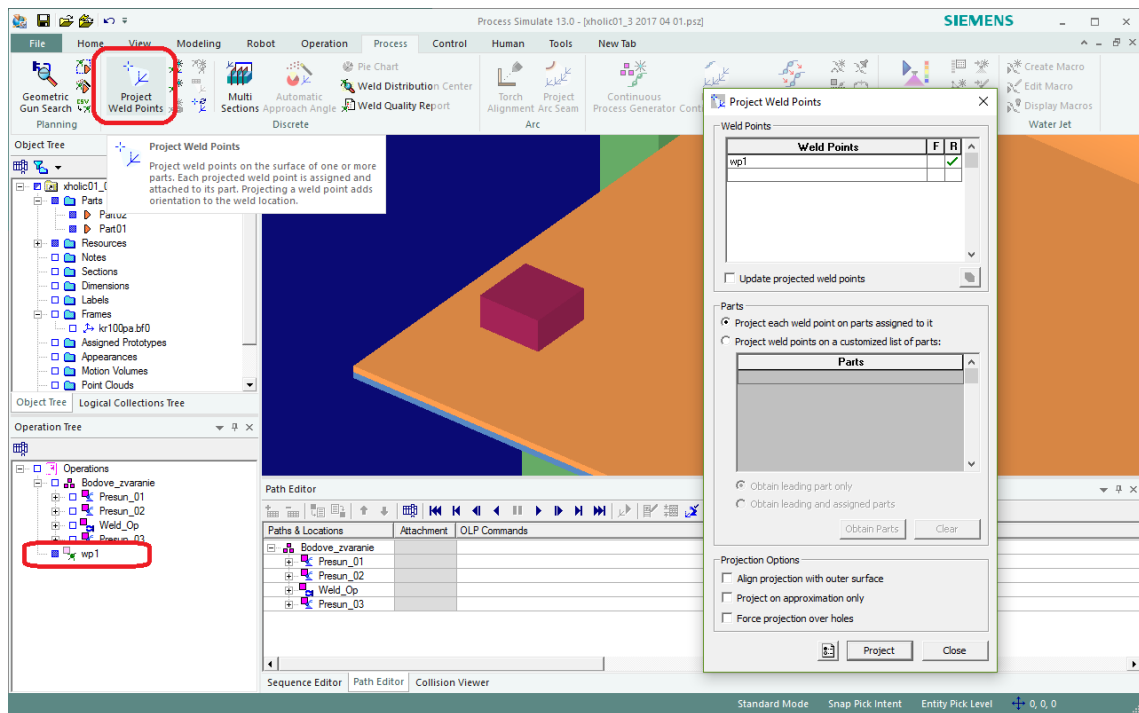 Process Simulate 13.0 - [xholic01_3 2017 04 01.psz]
SIEMENS
File Home View Modeling Robot Operation Process Control Human Tools New Tab
Geometric
Gun Search
CSV
Project
Weld Points
Multi
Sections
Automatic
Approach Angle
Pie Chart
Weld Distribution Center
Weld Quality Report
Torch
Alignment
Project
Arc Seam
Continuous
Process Generator
Create Macro
Edit Macro
Display Macros
Planning
Discrete
Arc
Water Jet
Project Weld Points
Project weld points on the surface of one or more
parts. Each projected weld point is assigned and
attached to its part. Projecting a weld point adds
orientation to the weld location.
Object Tree
Parts
Part02
Part01
Resources
Notes
Sections
Dimensions
Labels
Frames
kr100pa.bf0
Assigned Prototypes
Appearances
Motion Volumes
Point Clouds
Object Tree Logical Collections Tree
Operation Tree
Operations
Bodove_zvaranie
Presun_01
Presun_02
Weld_Op
Presun_03
wp1
Path Editor
Paths & Locations Attachment OLP Commands
Bodove_zvaranie
Presun_01
Presun_02
Weld_Op
Presun_03
Sequence Editor Path Editor Collision Viewer
Project Weld Points
Weld Points
Weld Points F R
wp1
Update projected weld points
Parts
Project each weld point on parts assigned to it
Project weld points on a customized list of parts:
Parts
Obtain leading part only
Obtain leading and assigned parts
Obtain Parts Clear
Projection Options
Align projection with outer surface
Project on approximation only
Force projection over holes
Project Close
Standard Mode Snap Pick Intent Entity Pick Level 0, 0, 0